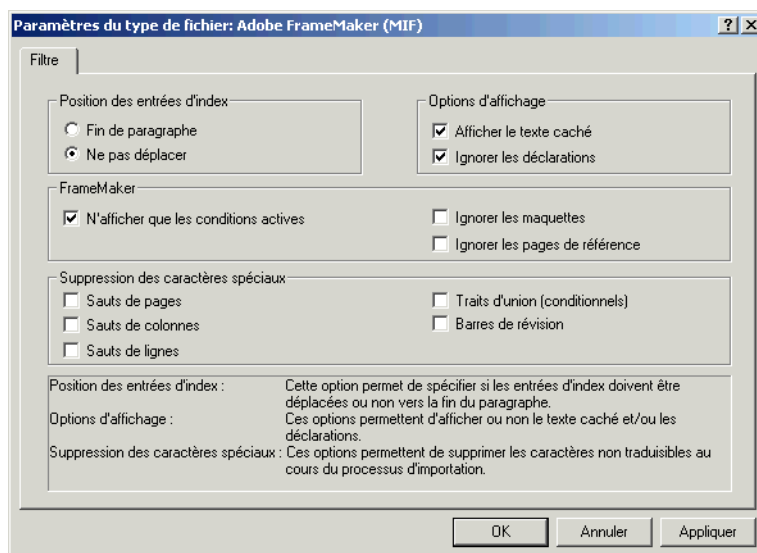 Paramètres du type de fichier: Adobe FrameMaker (MIF)
Filtre
Position des entrées d'index
Fin de paragraphe
Ne pas déplacer
Options d'affichage
Afficher le texte caché
Ignorer les déclarations
FrameMaker
N'afficher que les conditions actives
Ignorer les maquettes
Ignorer les pages de référence
Suppression des caractères spéciaux
Sauts de pages
Sauts de colonnes
Sauts de lignes
Traits d'union (conditionnels)
Barres de révision
Position des entrées d'index : Cette option permet de spécifier si les entrées d'index doivent être
déplacées ou non vers la fin du paragraphe.
Options d'affichage : Ces options permettent d'afficher ou non le texte caché et/ou les
déclarations.
Suppression des caractères spéciaux : Ces options permettent de supprimer les caractères non traduisibles au
cours du processus d'importation.
OK Annuler Appliquer